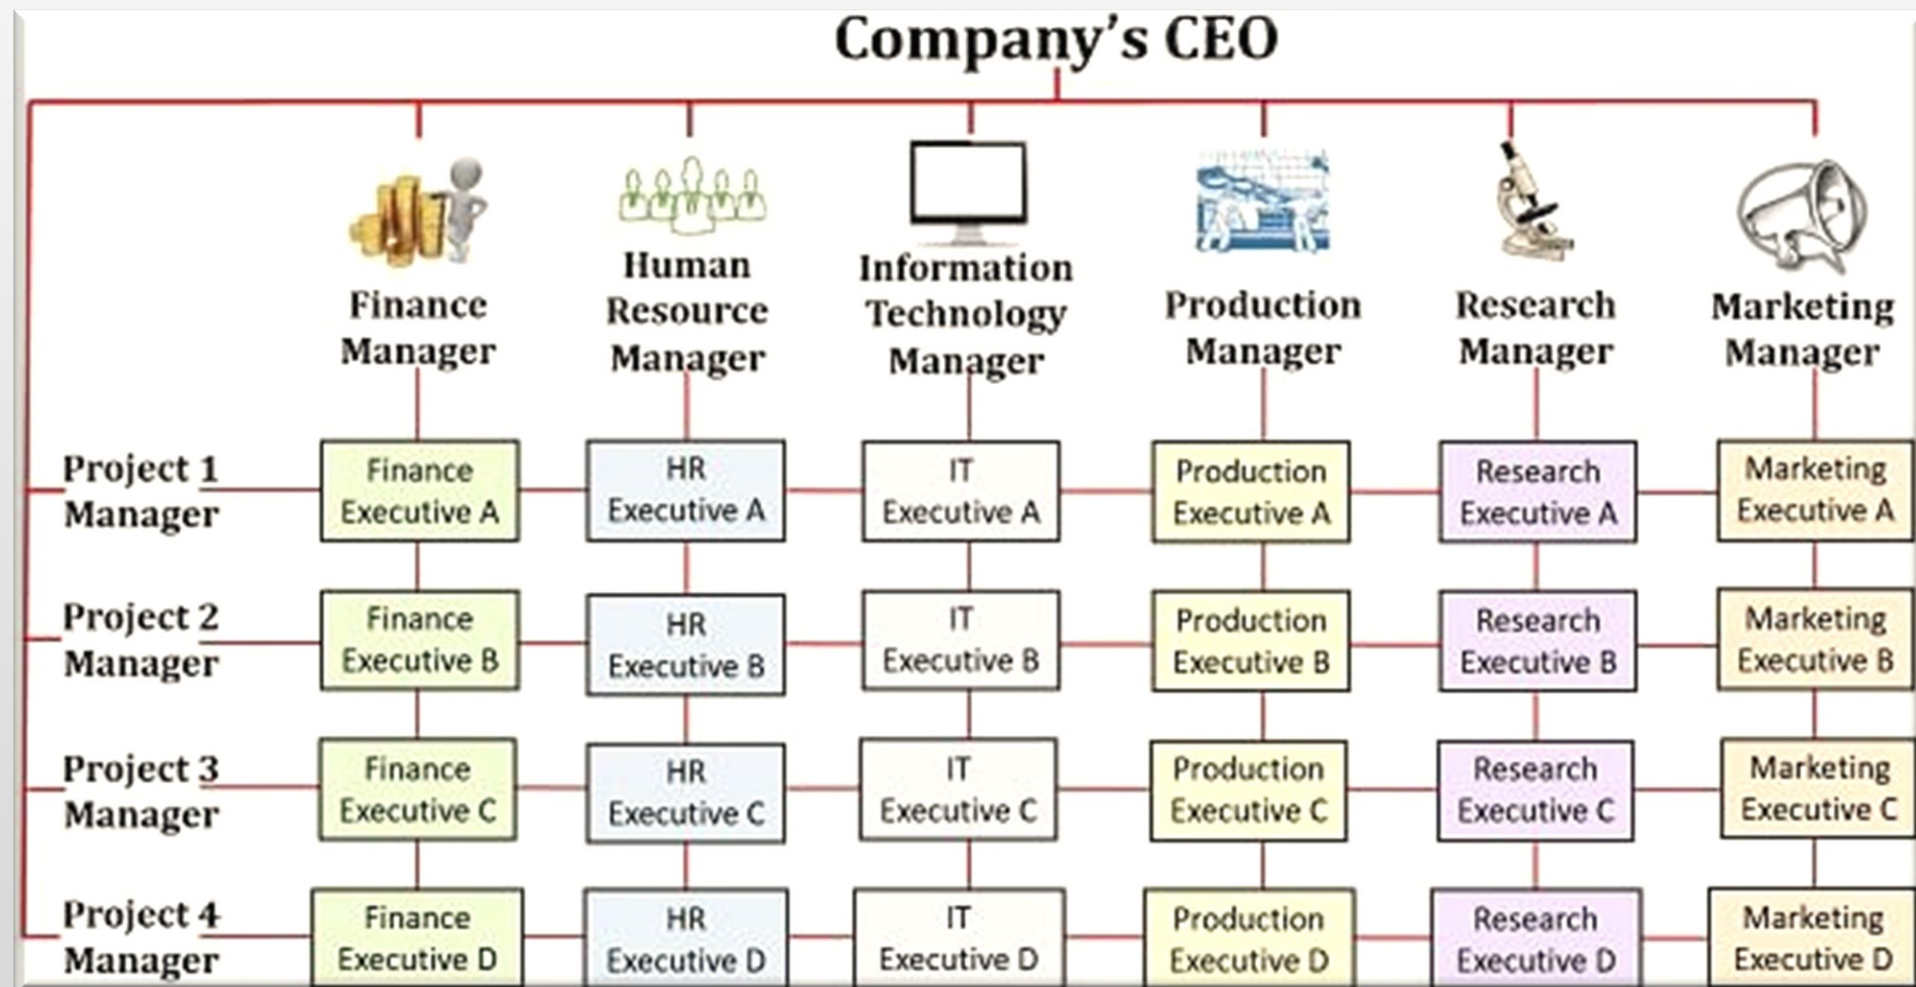 Company's CEO
Finance
Manager
Human
Resource
Manager
Information
Technology
Manager
Production
Manager
Research
Manager
Marketing
Manager
Project 1
Manager
Finance
Executive A
HR
Executive A
IT
Executive A
Production
Executive A
Research
Executive A
Marketing
Executive A
Project 2
Manager
Finance
Executive B
HR
Executive B
IT
Executive B
Production
Executive B
Research
Executive B
Marketing
Executive B
Project 3
Manager
Finance
Executive C
HR
Executive C
IT
Executive C
Production
Executive C
Research
Executive C
Marketing
Executive C
Project 4
Manager
Finance
Executive D
HR
Executive D
IT
Executive D
Production
Executive D
Research
Executive D
Marketing
Executive D